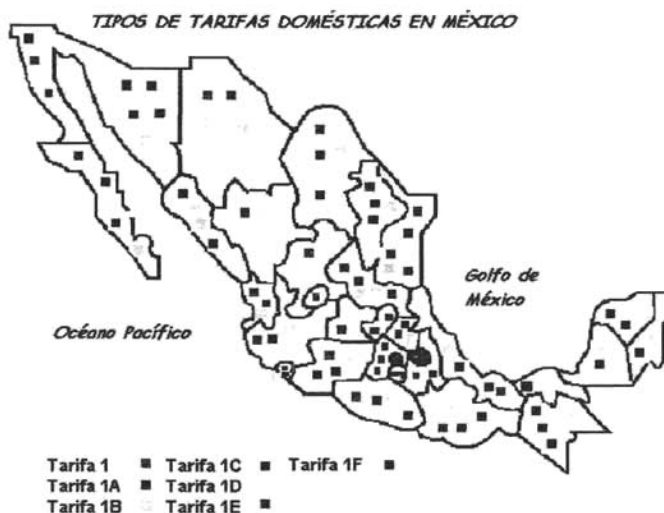 TIPOS DE TARIFAS DOMÉSTICAS EN MÉXICO
Golfo de
México
Océano Pacífico
Tarifa 1 Tarifa 1C Tarifa 1F
Tarifa 1A Tarifa 1D
Tarifa 1B Tarifa 1E